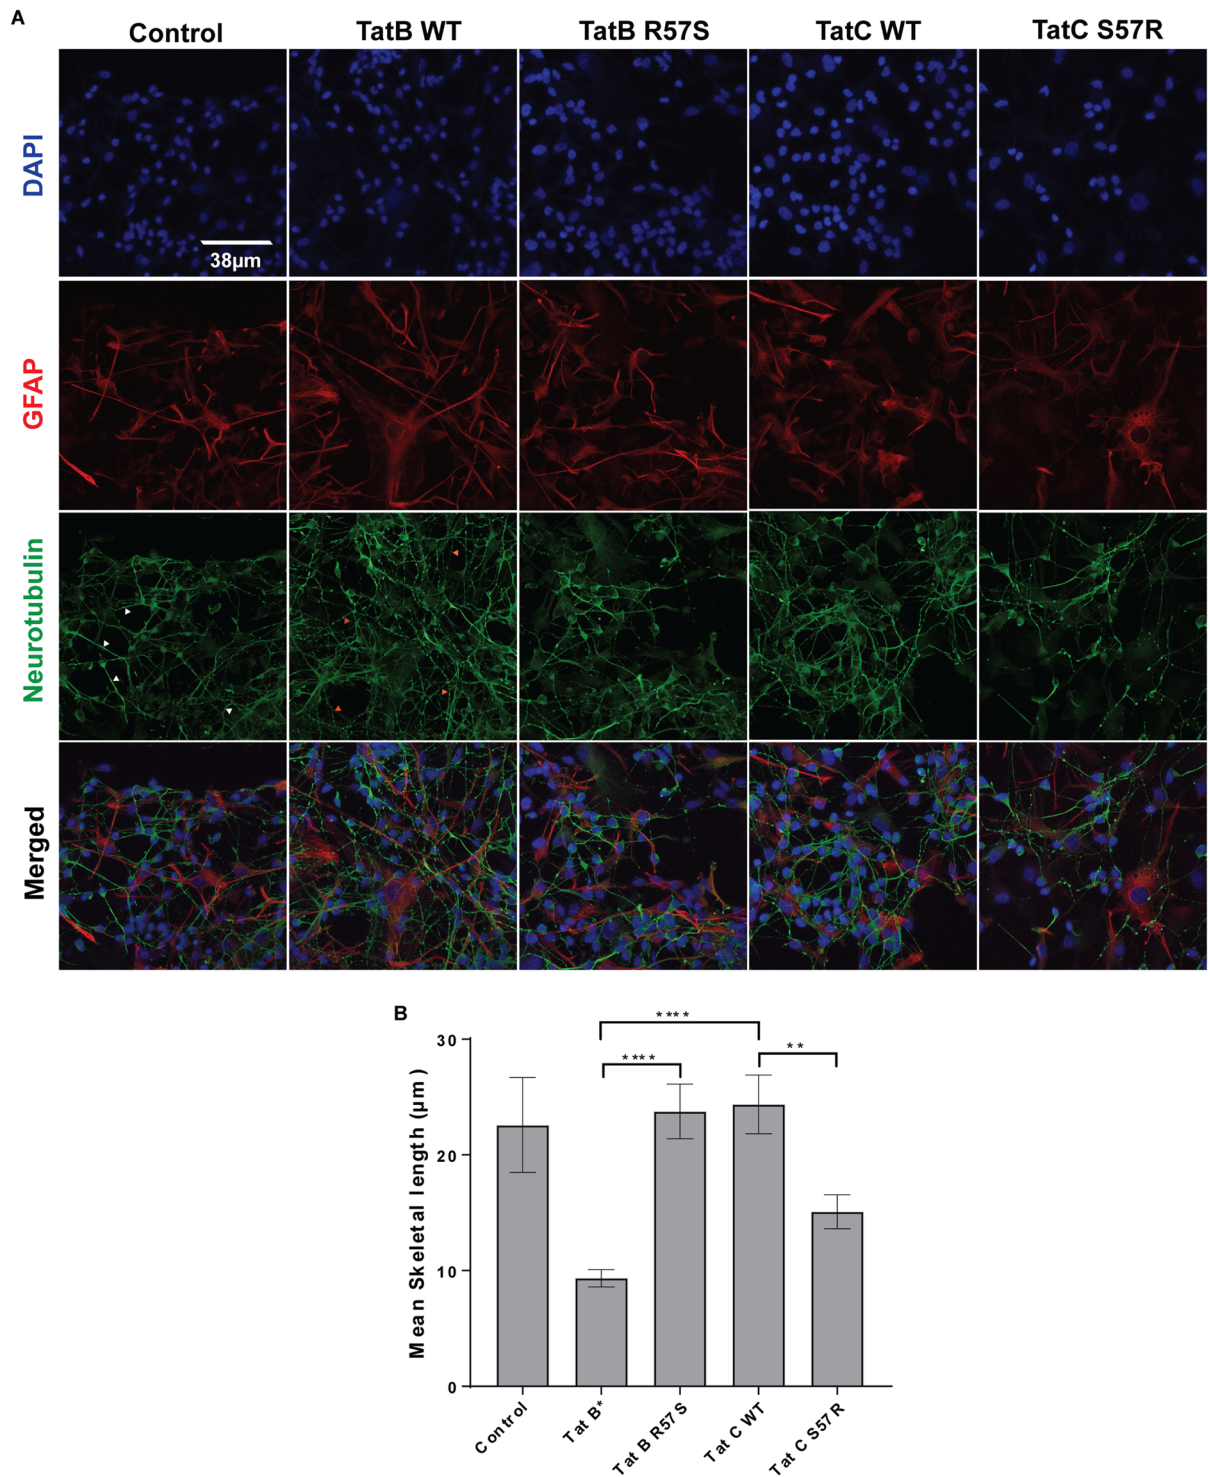 A
Control
TatB WT
TatB R57S
TatC WT
TatC S57R
DAPI
38µm
GFAP
Neurotubulin
Merged
B
****
**
****
30
20
10
0
Mean Skeletal length (µm)
Control
Tat B*
Tat B R57S
Tat C WT
Tat C S57R